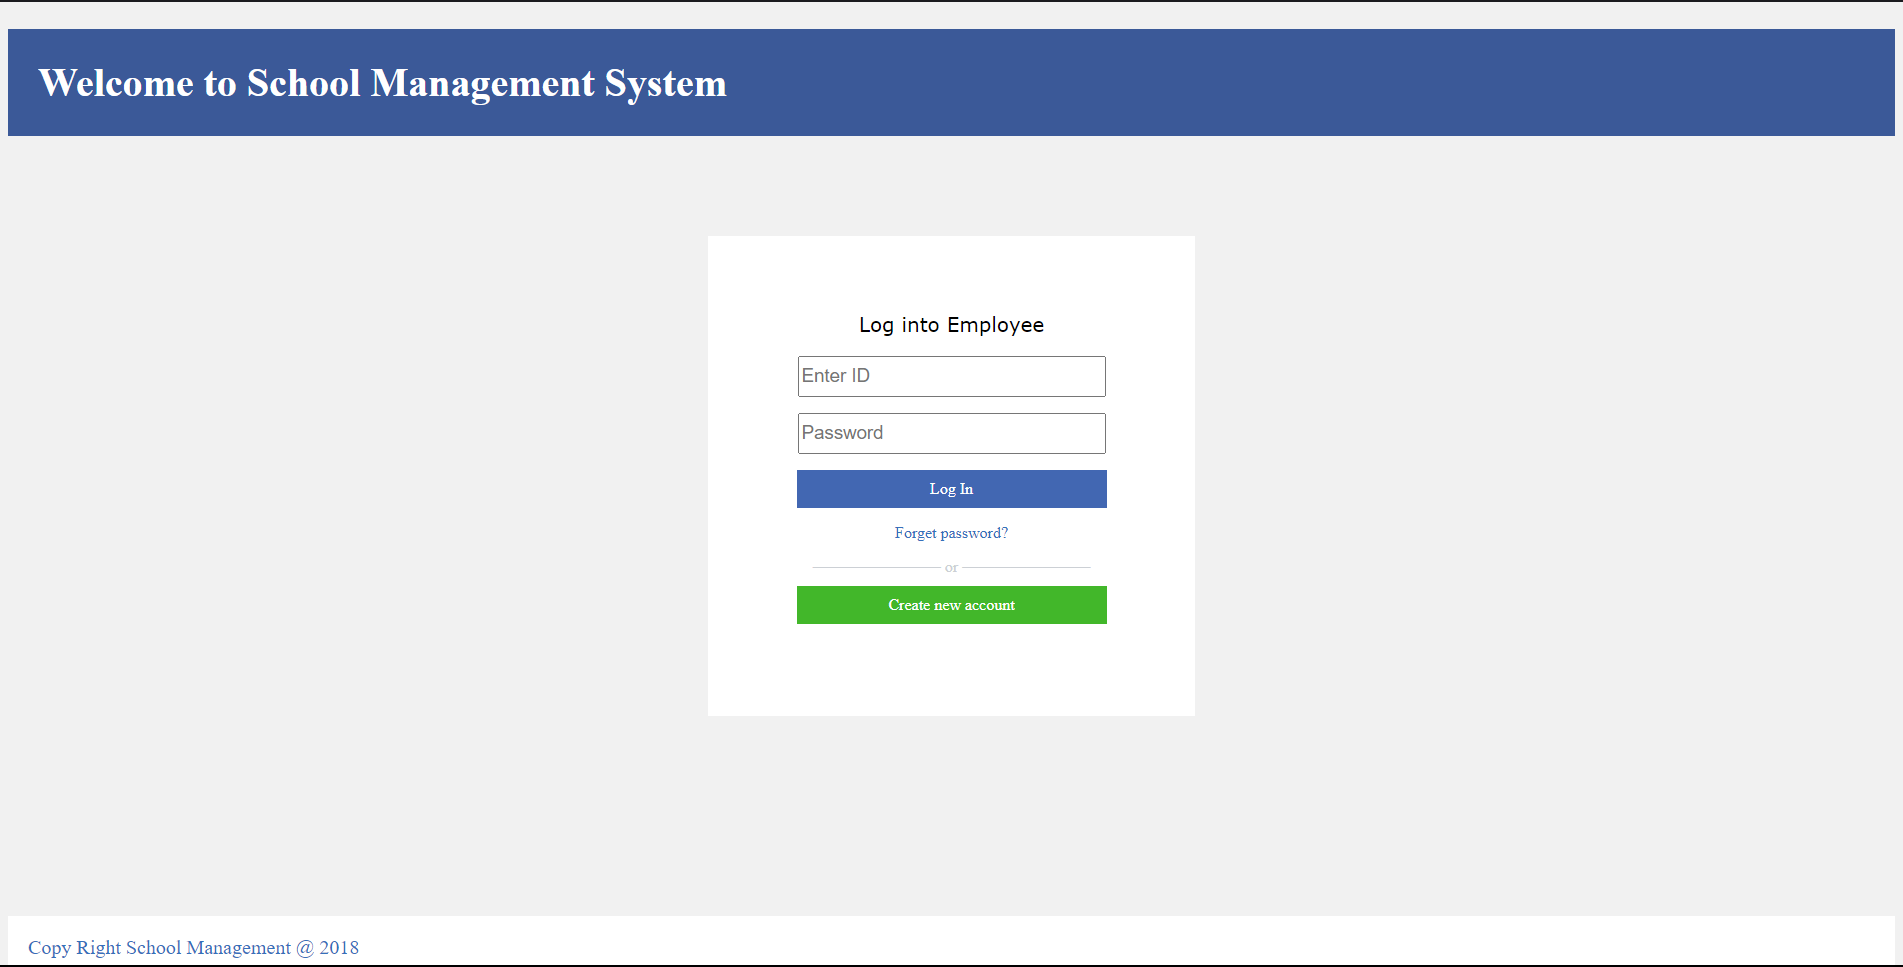 Welcome to School Management System
Log into Employee
Enter ID
Password
Log In
Forget password?
or
Create new account
Copy Right School Management @ 2018